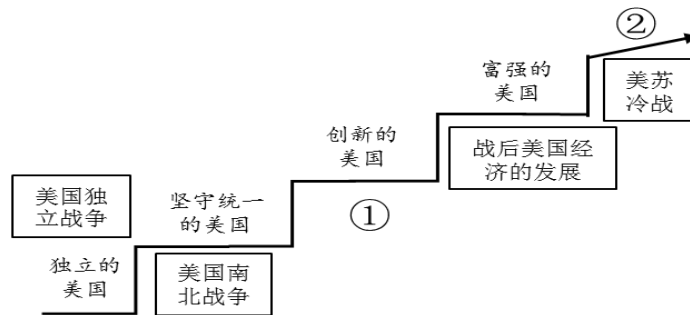 独立的
美国
美国独
立战争
坚守统一
的美国
美国南
北战争
创新的
美国
①
富强的
美国
战后美国经
济的发展
②
美苏
冷战